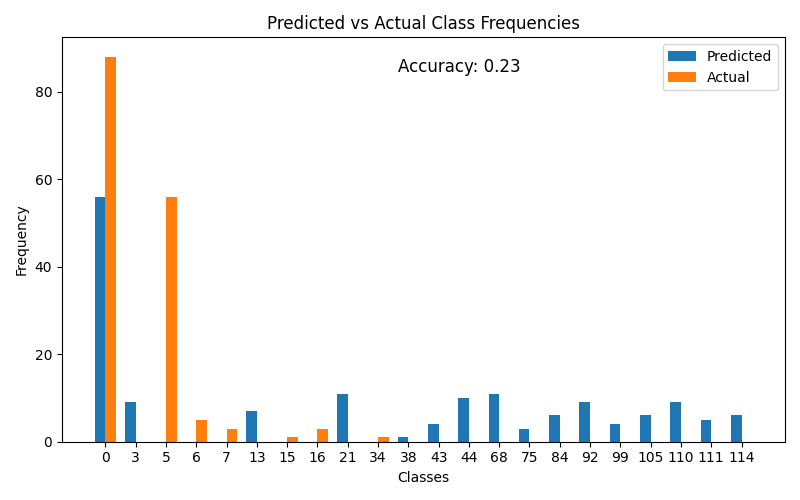 Predicted vs Actual Class Frequencies
Accuracy: 0.23
Predicted
Actual
Frequency
80
60
40
20
0
0 3 5 6 7 13 15 16 21 34 38 43 44 68 75 84 92 99 105 110 111 114
Classes